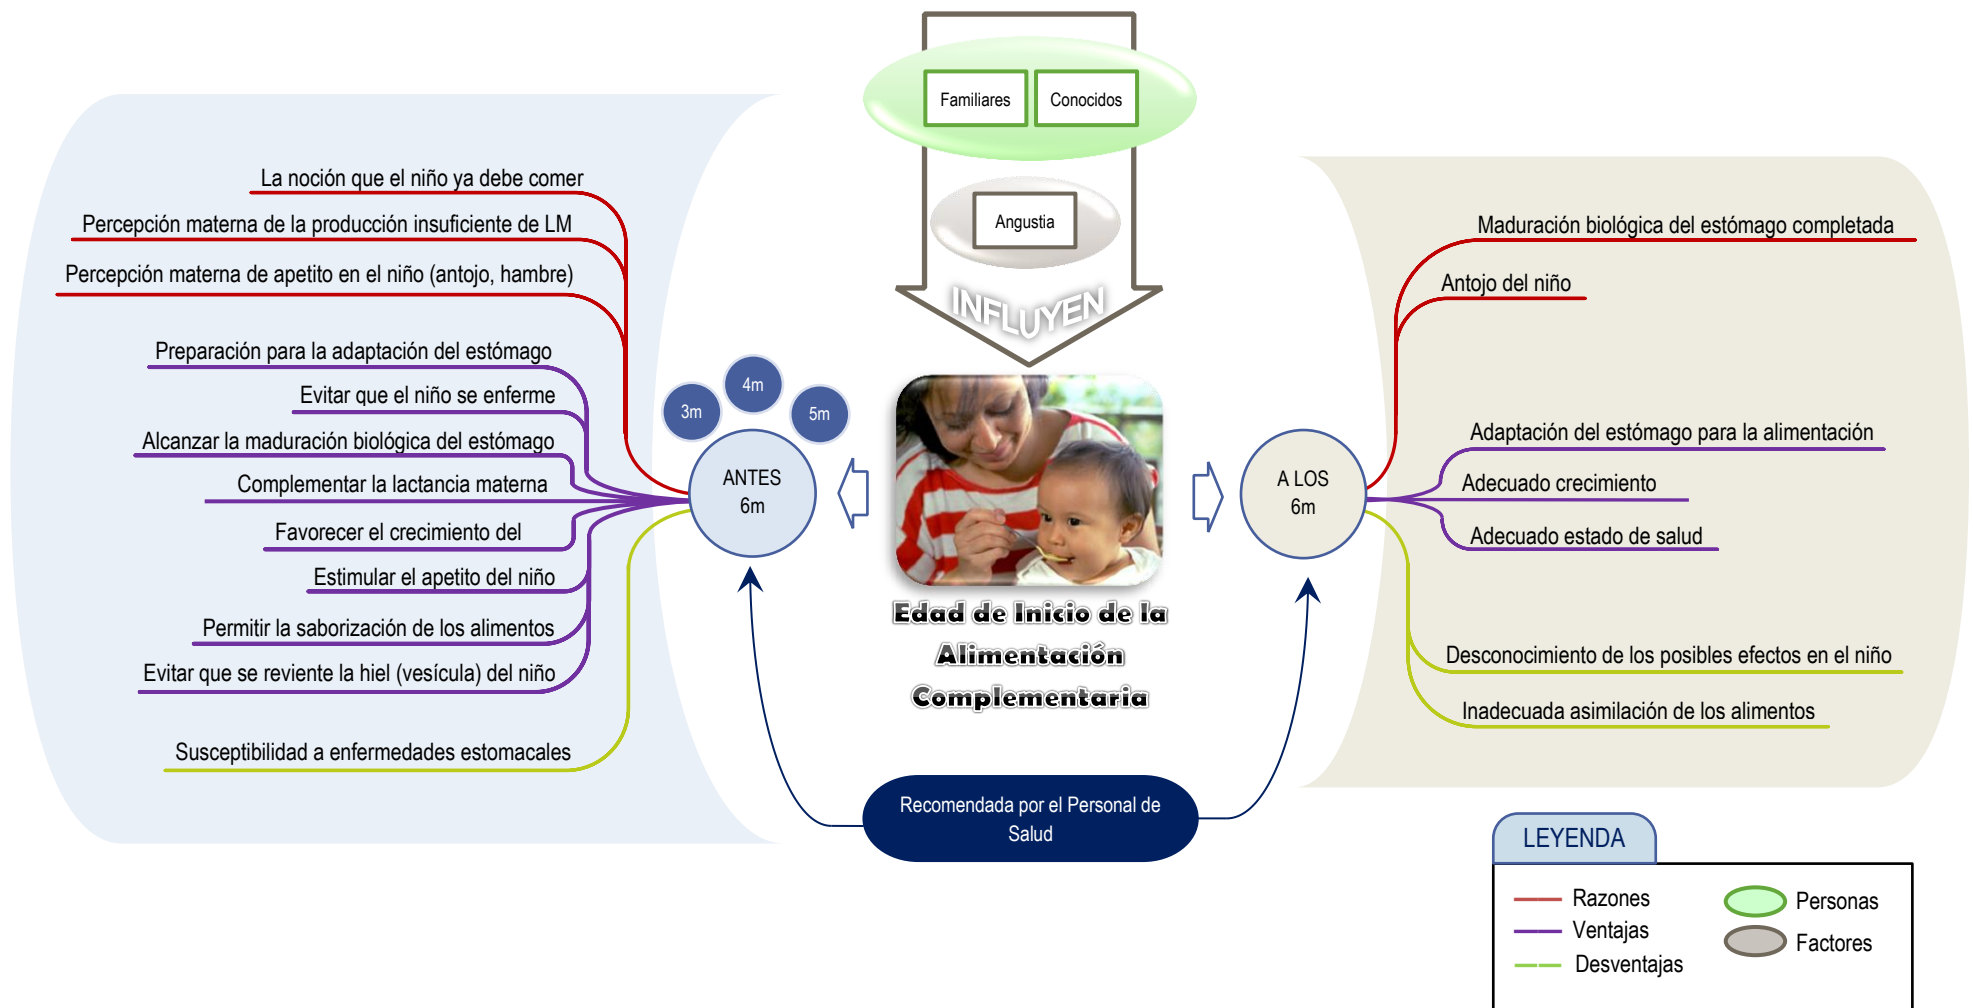 Familiares
Conocidos
Angustia
INFLUYEN
La noción que el niño ya debe comer
Percepción materna de la producción insuficiente de LM
Percepción materna de apetito en el niño (antojo, hambre)
Preparación para la adaptación del estómago
Evitar que el niño se enferme
Alcanzar la maduración biológica del estómago
Complementar la lactancia materna
Favorecer el crecimiento del
Estimular el apetito del niño
Permitir la saborización de los alimentos
Evitar que se reviente la hiel (vesícula) del niño
Susceptibilidad a enfermedades estomacales
3m
4m
5m
ANTES
6m
Edad de Inicio de la
Alimentación
Complementaria
A LOS
6m
Maduración biológica del estómago completada
Antojo del niño
Adaptación del estómago para la alimentación
Adecuado crecimiento
Adecuado estado de salud
Desconocimiento de los posibles efectos en el niño
Inadecuada asimilación de los alimentos
Recomendada por el Personal de
Salud
LEYENDA
Razones
Ventajas
Desventajas
Personas
Factores